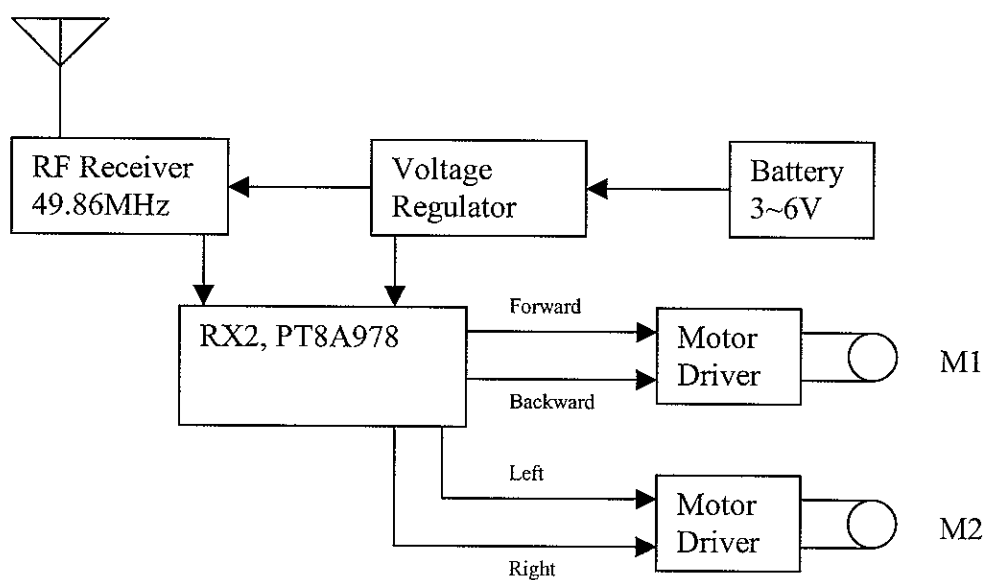 RF Receiver
49.86MHz
Voltage
Regulator
Battery
3~6V
RX2, PT8A978
Forward
Backward
Motor
Driver
M1
Left
Right
Motor
Driver
M2